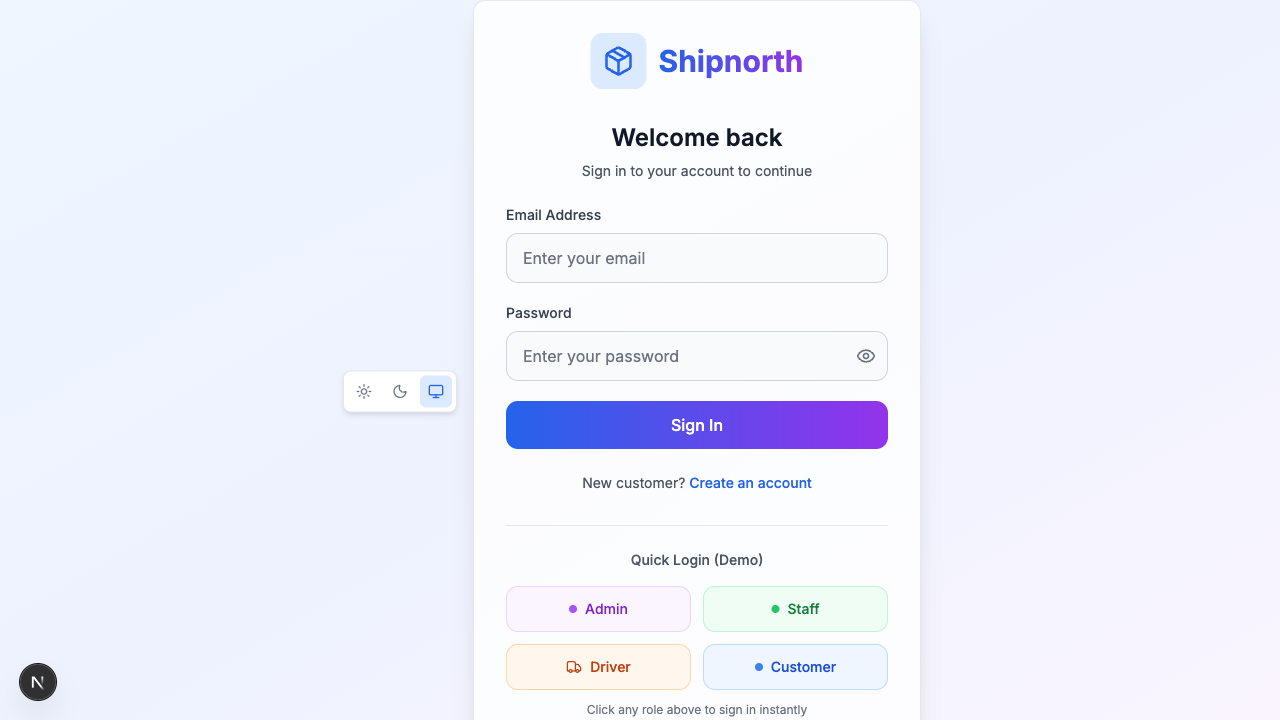 Shipnorth
Welcome back
Sign in to your account to continue
Email Address
Enter your email
Password
Enter your password
Sign In
New customer? Create an account
Quick Login (Demo)
Admin
Staff
Driver
Customer
Click any role above to sign in instantly
N